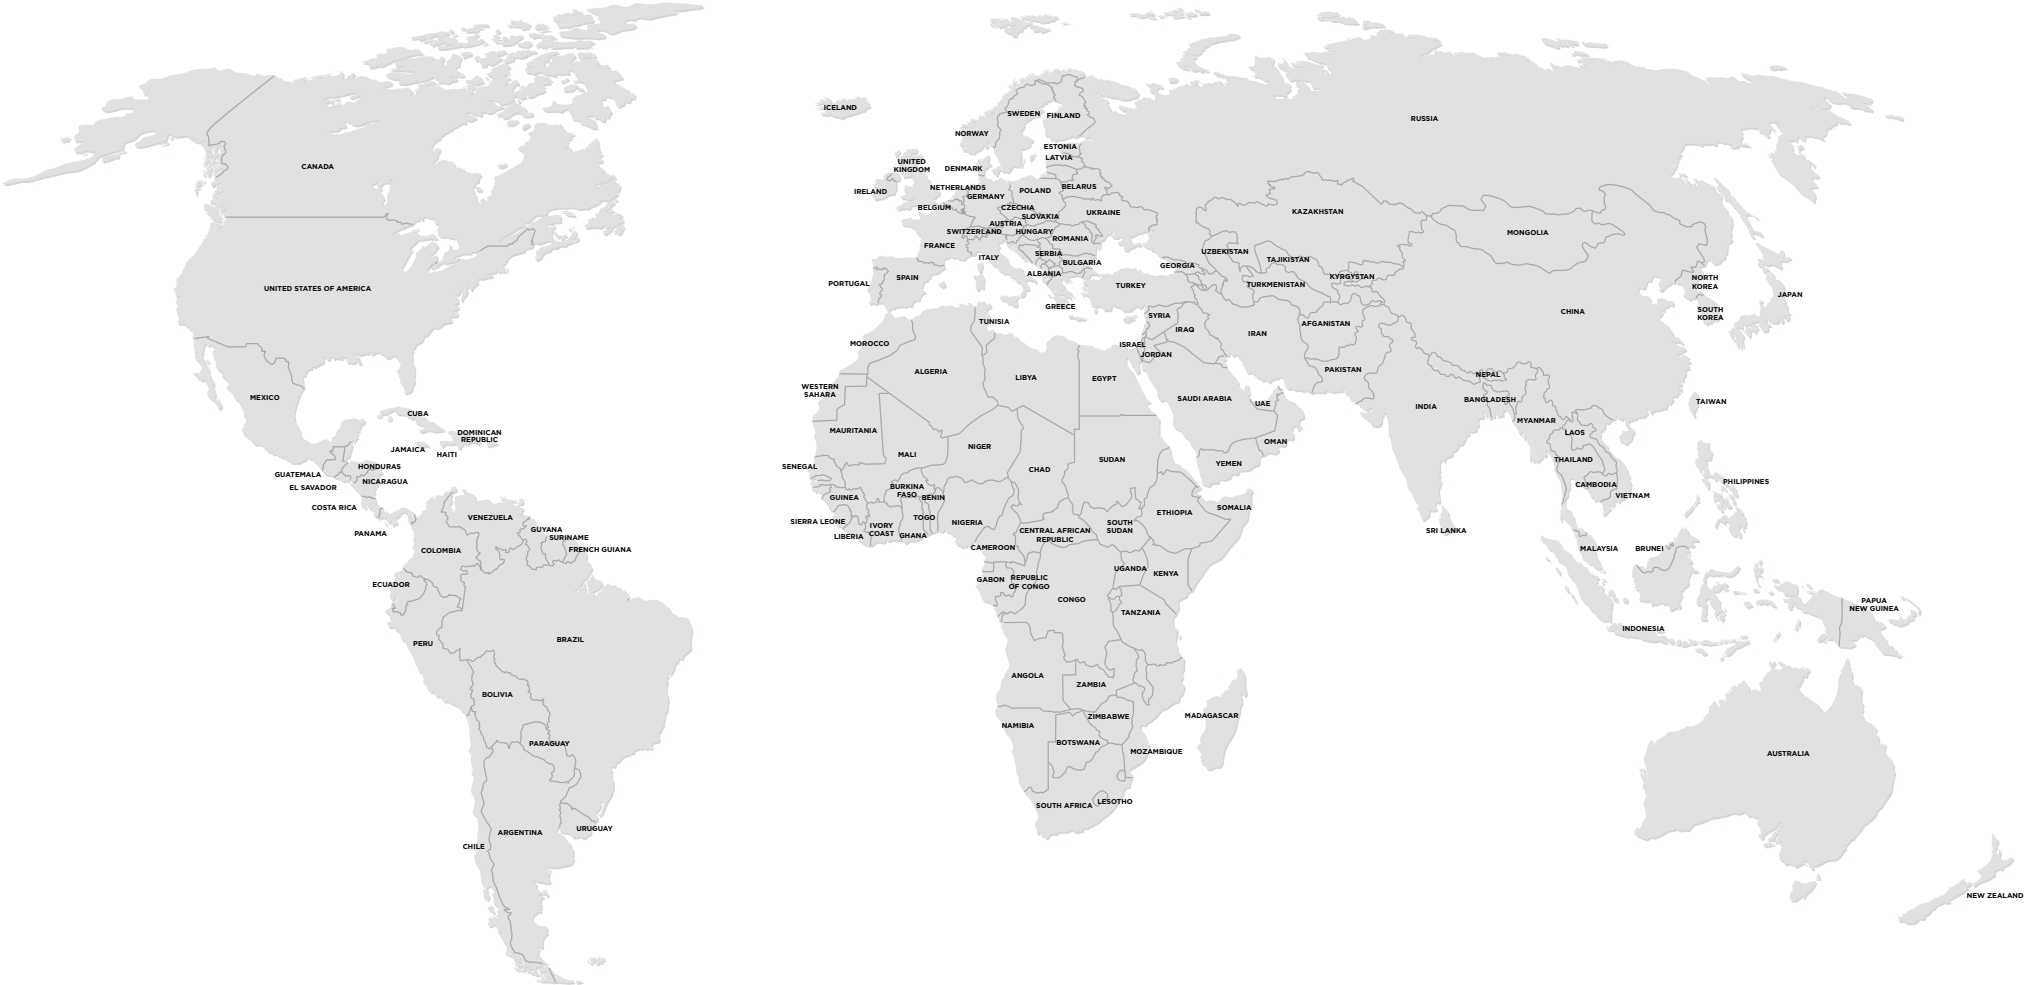 ICELAND
SWEDEN
FINLAND
RUSSIA
NORWAY
ESTONIA
LATVIA
UNITED
KINGDOM
DENMARK
CANADA
IRELAND
NETHERLANDS
GERMANY
POLAND
BELARUS
BELGIUM
CZECHIA
SLOVAKIA
UKRAINE
KAZAKHSTAN
AUSTRIA
SWITZERLAND
HUNGARY
ROMANIA
MONGOLIA
FRANCE
SERBIA
UZBEKISTAN
ITALY
BULGARIA
GEORGIA
TAJIKISTAN
ALBANIA
SPAIN
KYRGYSTAN
PORTUGAL
TURKEY
TURKMENISTAN
NORTH
KOREA
UNITED STATES OF AMERICA
JAPAN
GREECE
CHINA
SOUTH
KOREA
TUNISIA
SYRIA
AFGANISTAN
IRAQ
IRAN
MOROCCO
ISRAEL
JORDAN
ALGERIA
LIBYA
EGYPT
PAKISTAN
NEPAL
WESTERN
SAHARA
MEXICO
SAUDI ARABIA
UAE
INDIA
BANGLADESH
TAIWAN
CUBA
MYANMAR
DOMINICAN
REPUBLIC
MAURITANIA
LAOS
JAMAICA
HAITI
NIGER
MALI
OMAN
SUDAN
THAILAND
HONDURAS
GUATEMALA
SENEGAL
CHAD
YEMEN
NICARAGUA
EL SAVADOR
BURKINA
FASO
BENIN
GUINEA
CAMBODIA
VIETNAM
PHILIPPINES
COSTA RICA
VENEZUELA
SOMALIA
ETHIOPIA
SIERRA LEONE
IVORY
COAST
TOGO
NIGERIA
GUYANA
SURINAME
PANAMA
LIBERIA
GHANA
CENTRAL AFRICAN
REPUBLIC
SOUTH
SUDAN
SRI LANKA
COLOMBIA
FRENCH GUIANA
CAMEROON
MALAYSIA
BRUNEI
ECUADOR
GABON
REPUBLIC
OF CONGO
UGANDA
KENYA
CONGO
TANZANIA
PAPUA
NEW GUINEA
INDONESIA
PERU
BRAZIL
ANGOLA
ZAMBIA
BOLIVIA
NAMIBIA
ZIMBABWE
MADAGASCAR
PARAGUAY
BOTSWANA
MOZAMBIQUE
AUSTRALIA
SOUTH AFRICA
LESOTHO
ARGENTINA
URUGUAY
CHILE
NEW ZEALAND